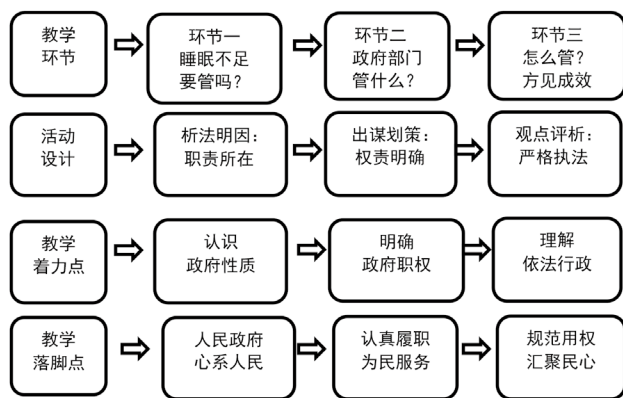 教学
环节
环节一
睡眠不足
要管吗?
环节二
政府部门
管什么?
环节三
怎么管?
方见成效
活动
设计
析法明因:
职责所在
出谋划策:
权责明确
观点评析:
严格执法
教学
着力点
认识
政府性质
明确
政府职权
理解
依法行政
教学
落脚点
人民政府
心系人民
认真履职
为民服务
规范用权
汇聚民心